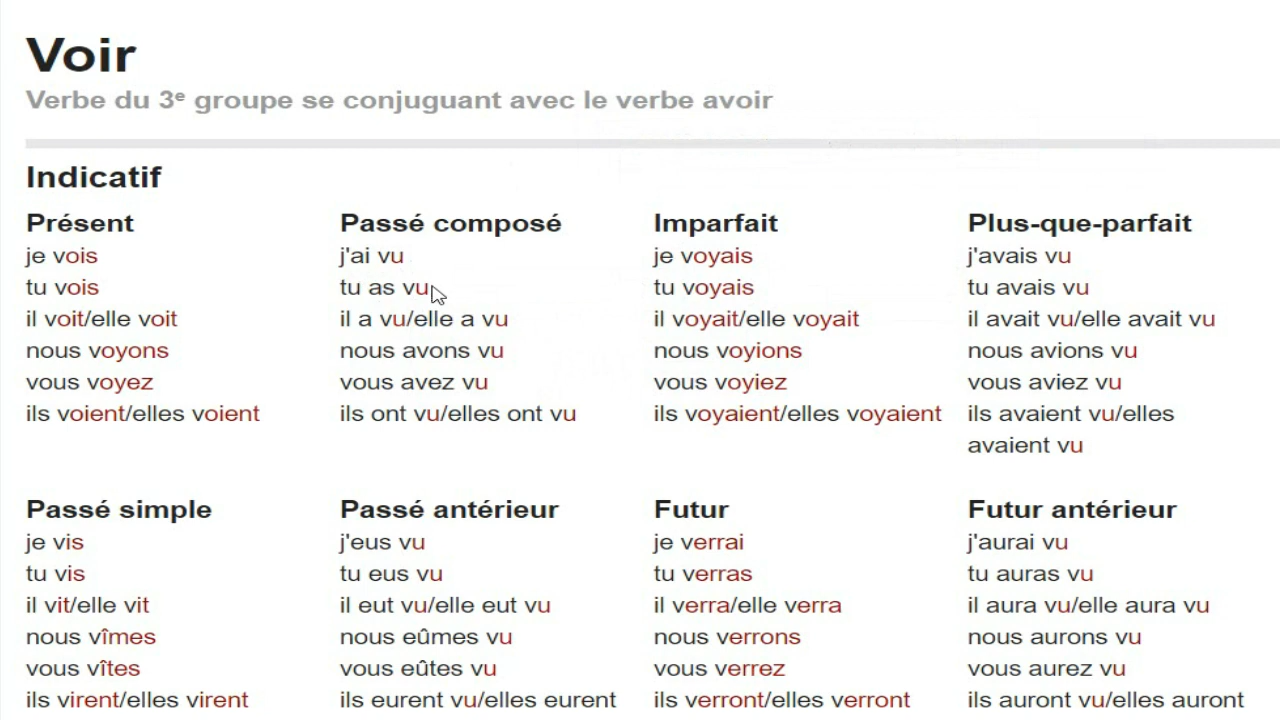 Voir
Verbe du 3e groupe se conjuguant avec le verbe avoir
Indicatif
Présent
je vois
tu vois
il voit/elle voit
nous voyons
vous voyez
ils voient/elles voient
Passé composé
j'ai vu
tu as vu
il a vu/elle a vu
nous avons vu
vous avez vu
ils ont vu/elles ont vu
Imparfait
je voyais
tu voyais
il voyait/elle voyait
nous voyions
vous voyiez
ils voyaient/elles voyaient
Plus-que-parfait
j'avais vu
tu avais vu
il avait vu/elle avait vu
nous avions vu
vous aviez vu
ils avaient vu/elles
avaient vu
Passé simple
je vis
tu vis
il vit/elle vit
nous vîmes
vous vîtes
ils virent/elles virent
Passé antérieur
j'eus vu
tu eus vu
il eut vu/elle eut vu
nous eûmes vu
vous eûtes vu
ils eurent vu/elles eurent
Futur
je verrai
tu verras
il verra/elle verra
nous verrons
vous verrez
ils verront/elles verront
Futur antérieur
j'aurai vu
tu auras vu
il aura vu/elle aura vu
nous aurons vu
vous aurez vu
ils auront vu/elles auront